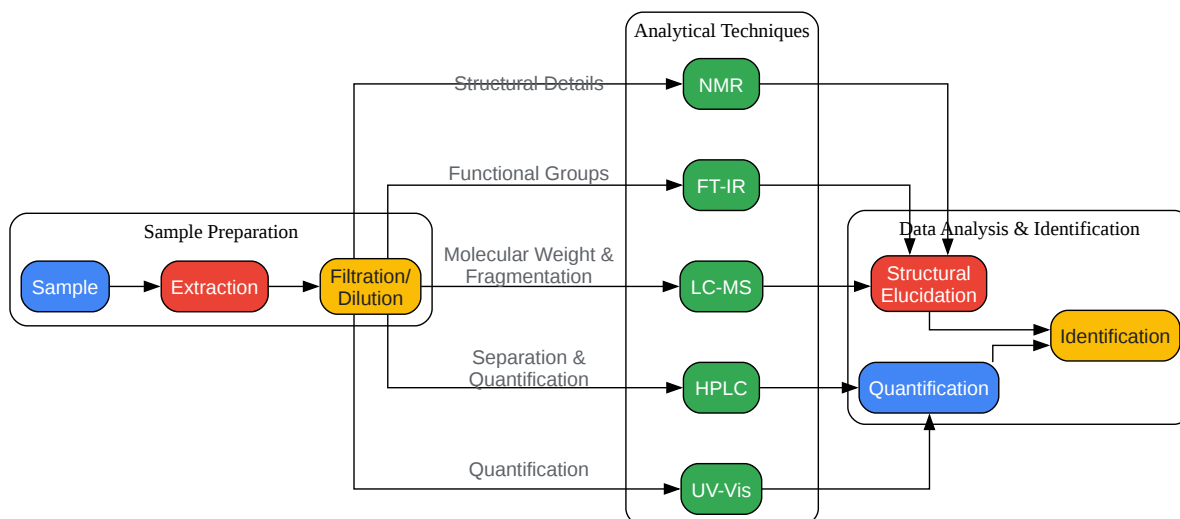 Analytical Techniques
Structural Details
NMR
Functional Groups
FT-IR
Sample Preparation
Data Analysis & Identification
Sample
Extraction
Filtration/
Dilution
Molecular Weight &
Fragmentation
LC-MS
Structural
Elucidation
Identification
Separation &
Quantification
HPLC
Quantification
Quantification
UV-Vis